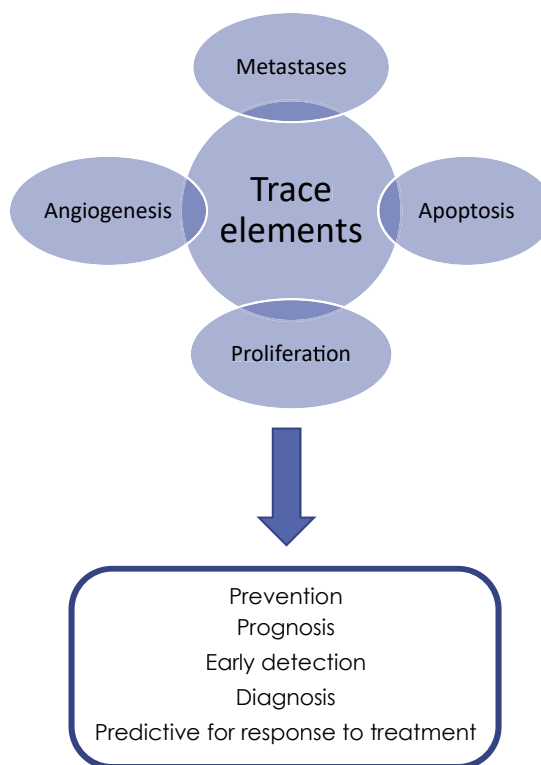 Metastases
Angiogenesis
Trace
elements
Apoptosis
Proliferation
Prevention
Prognosis
Early detection
Diagnosis
Predictive for response to treatment